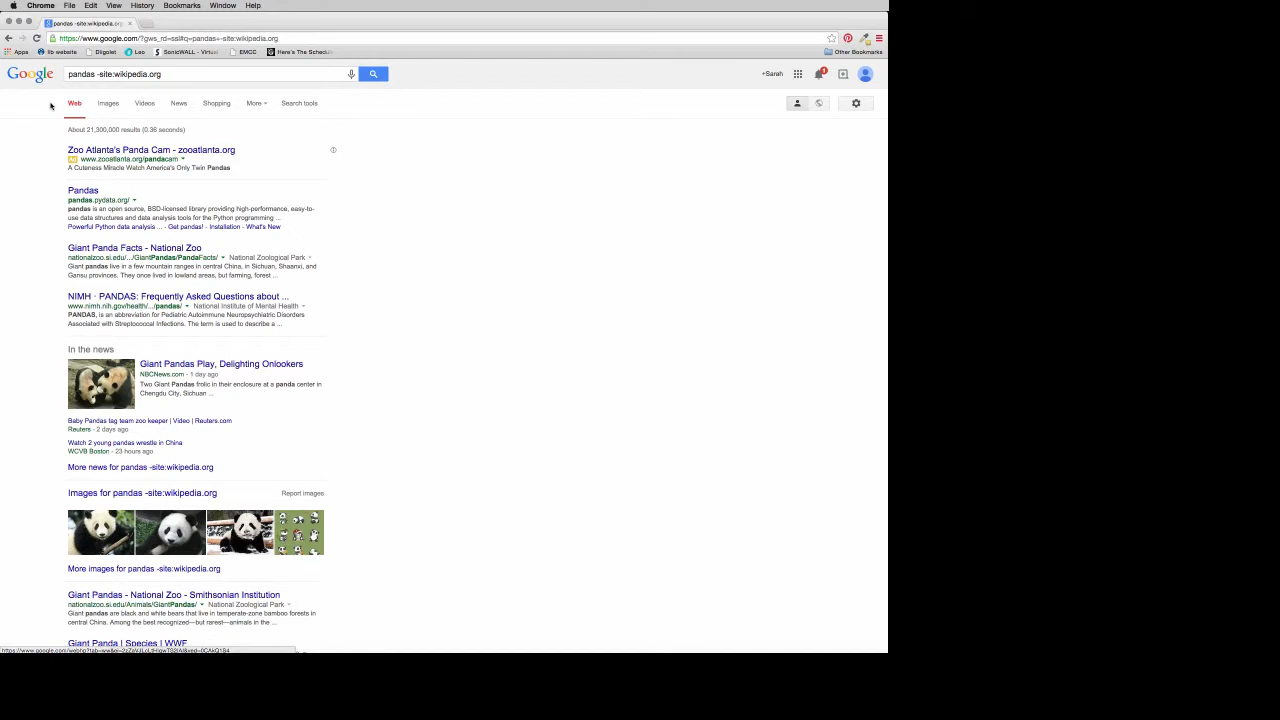 Chrome File Edit View History Bookmarks Window Help
pandas -site:wikipedia.org
https://www.google.com/?gws_rd=ssl#q=pandas+-site:wikipedia.org
Apps llb website Diigolet Leo SonicWALL - Virtual EMCC Here's The Schedu
Other Bookmarks
Google pandas -site:wikipedia.org
+Sarah 1
Web Images Videos News Shopping More Search tools
About 21,300,000 results (0.36 seconds)
Zoo Atlanta's Panda Cam - zooatlanta.org
Ad www.zooatlanta.org/pandacam
A Cuteness Miracle Watch America's Only Twin Pandas
Pandas
pandas.pydata.org/
pandas is an open source, BSD-licensed library providing high-performance, easy-
to-use data structures and data analysis tools for the Python programming ...
Powerful Python data analysis ... - Get pandas! - Installation - What's New
Giant Panda Facts - National Zoo
nationalzoo.si.edu/.../GiantPandas/PandaFacts/ National Zoological Park
Giant pandas live in a few mountain ranges in central China, in Sichuan, Shaanxi, and
Gansu provinces. They once lived in lowland areas, but farming, forest ...
NIMH · PANDAS: Frequently Asked Questions about ...
www.nimh.nih.gov/health/.../pandas/ National Institute of Mental Health
PANDAS, is an abbreviation for Pediatric Autoimmune Neuropsychiatric Disorders
Associated with Streptococcal Infections. The term is used to describe a ...
In the news
Giant Pandas Play, Delighting Onlookers
NBCNews.com - 1 day ago
Two Giant Pandas frolic in their enclosure at a panda center in
Chengdu City, Sichuan ...
Baby Pandas tag team zoo keeper | Video | Reuters.com
Reuters - 2 days ago
Watch 2 young pandas wrestle in China
WCVB Boston - 23 hours ago
More news for pandas -site:wikipedia.org
Images for pandas -site:wikipedia.org Report images
More images for pandas -site:wikipedia.org
Giant Pandas - National Zoo - Smithsonian Institution
nationalzoo.si.edu/Animals/GiantPandas/ National Zoological Park
Giant pandas are black and white bears that live in temperate-zone bamboo forests in
central China. Among the best recognized—but rarest—animals in the ...
Giant Panda | Species | WWF